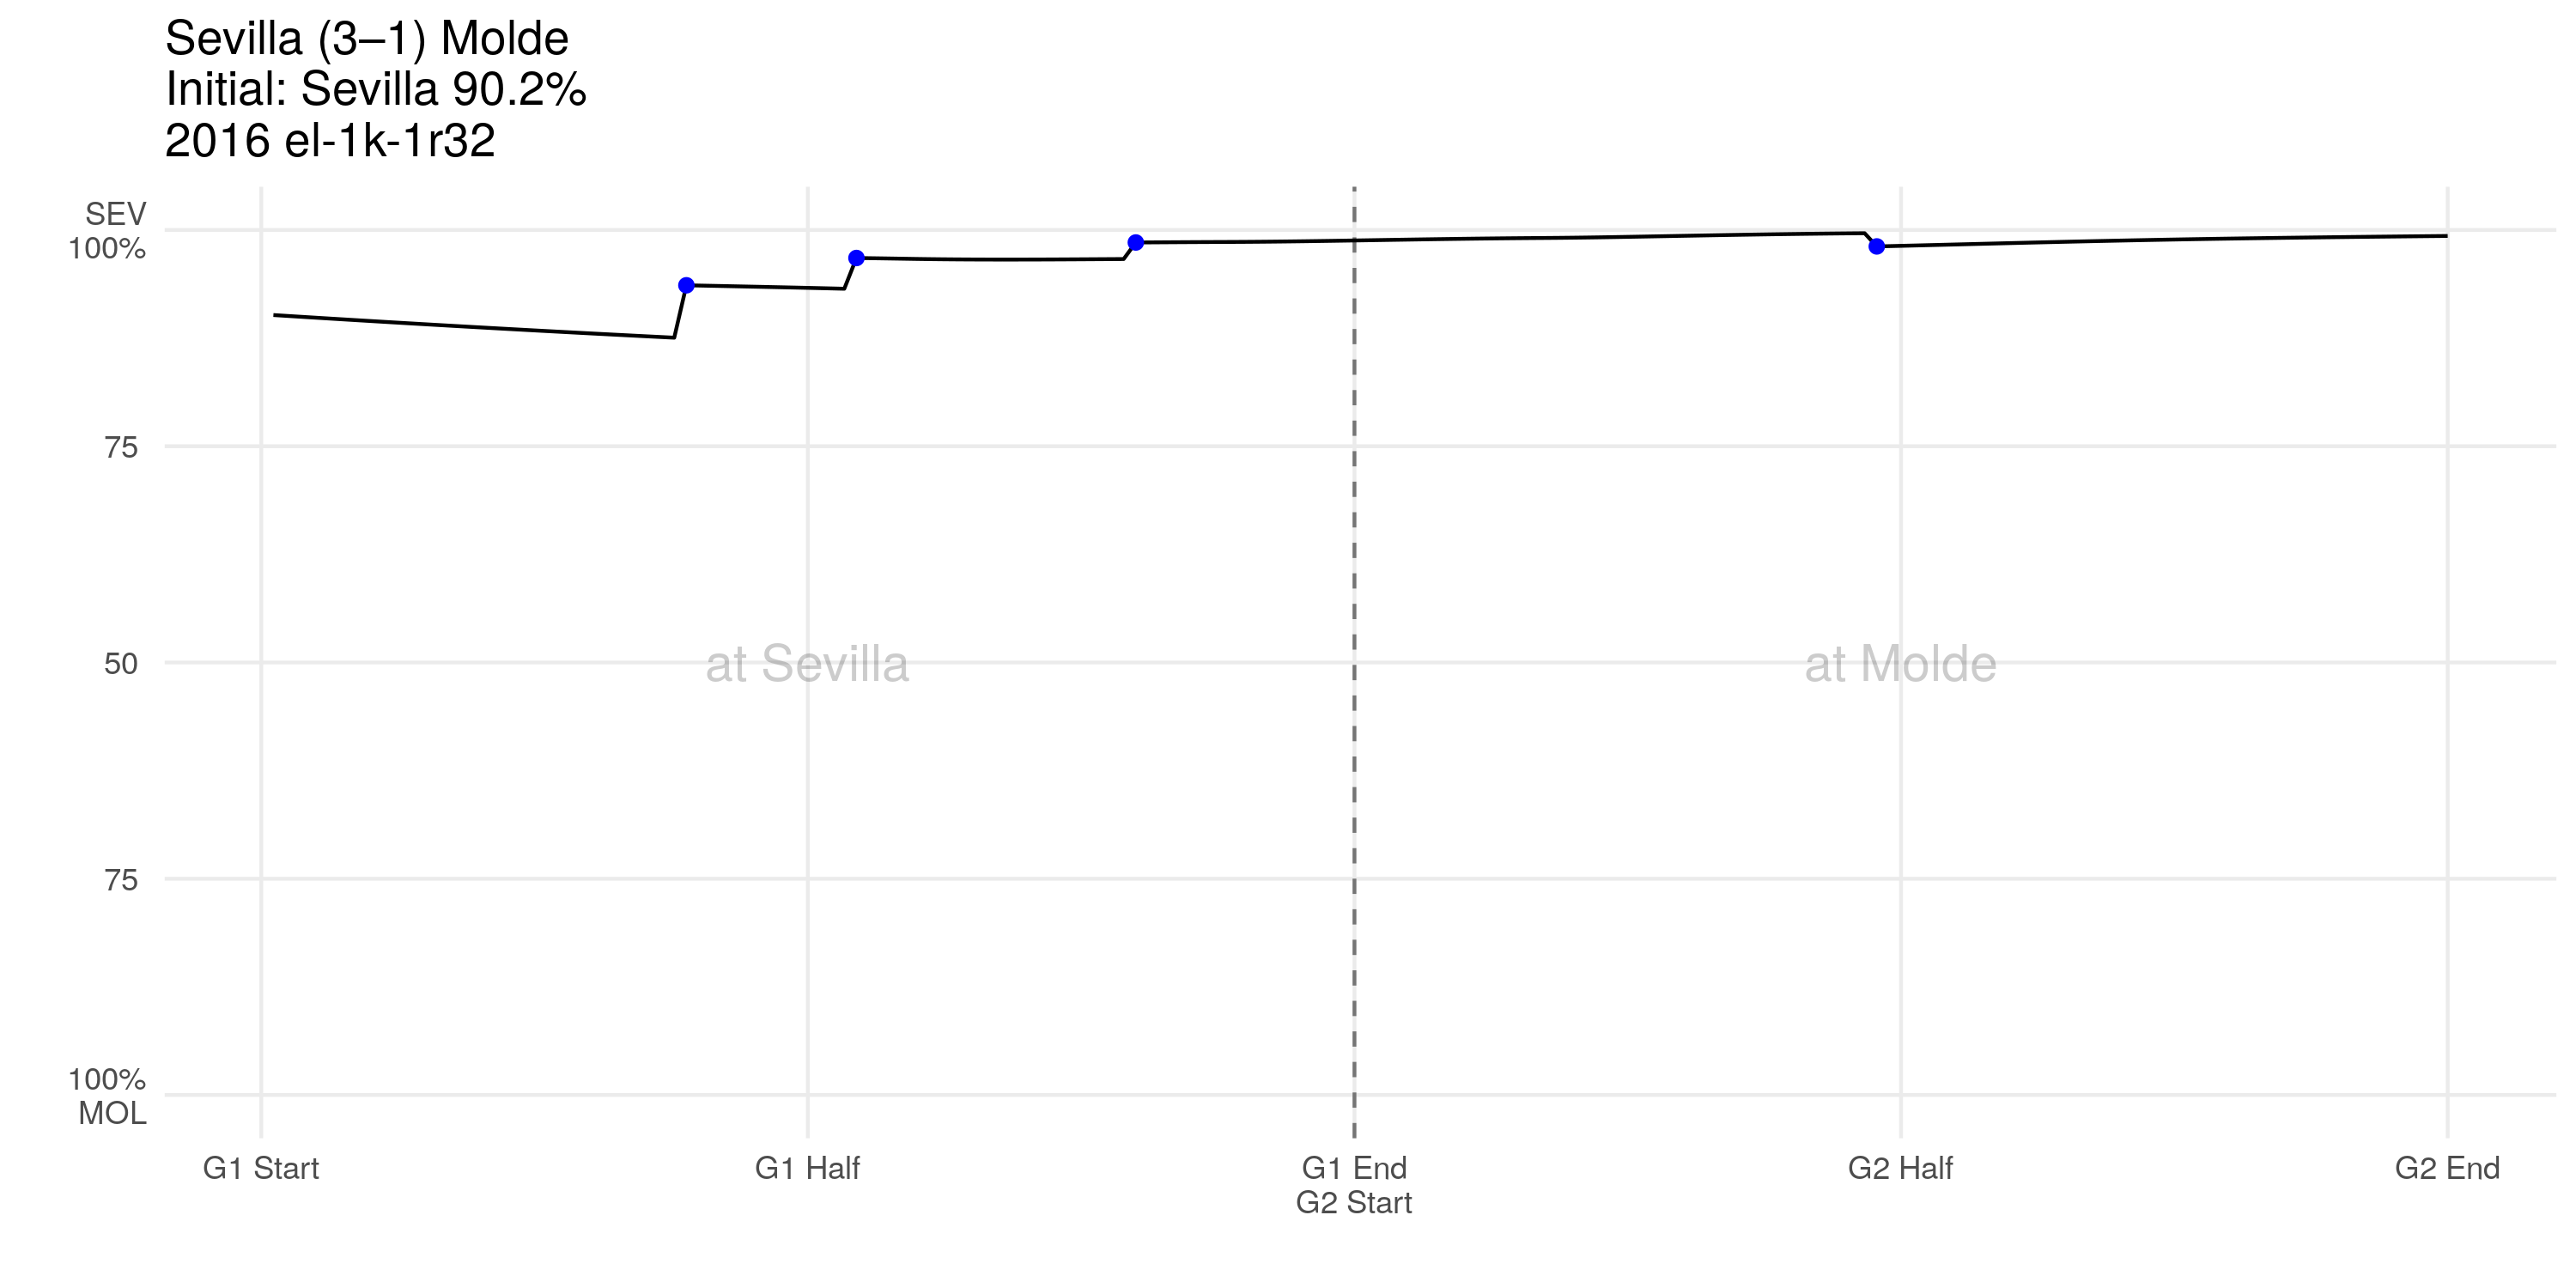 Sevilla (3–1) Molde
Initial: Sevilla 90.2%
2016 el-1k-1r32
SEV
100%
75
50
75
100%
MOL
at Sevilla
at Molde
G1 Start
G1 Half
G1 End
G2 Start
G2 Half
G2 End